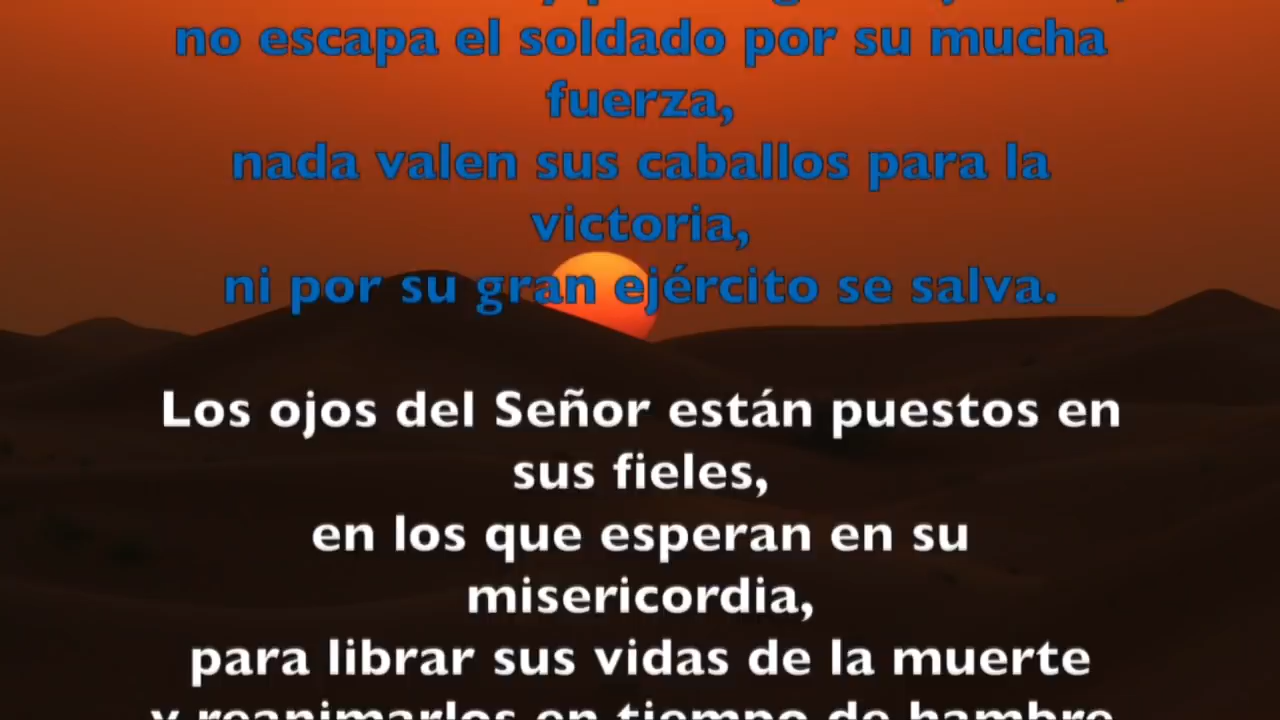 no escapa el soldado por su mucha
fuerza,
nada valen sus caballos para la
victoria,
ni por su gran ejército se salva.
Los ojos del Señor están puestos en
sus fieles,
en los que esperan en su
misericordia,
para librar sus vidas de la muerte
y reanimarlos en tiempo de hambre